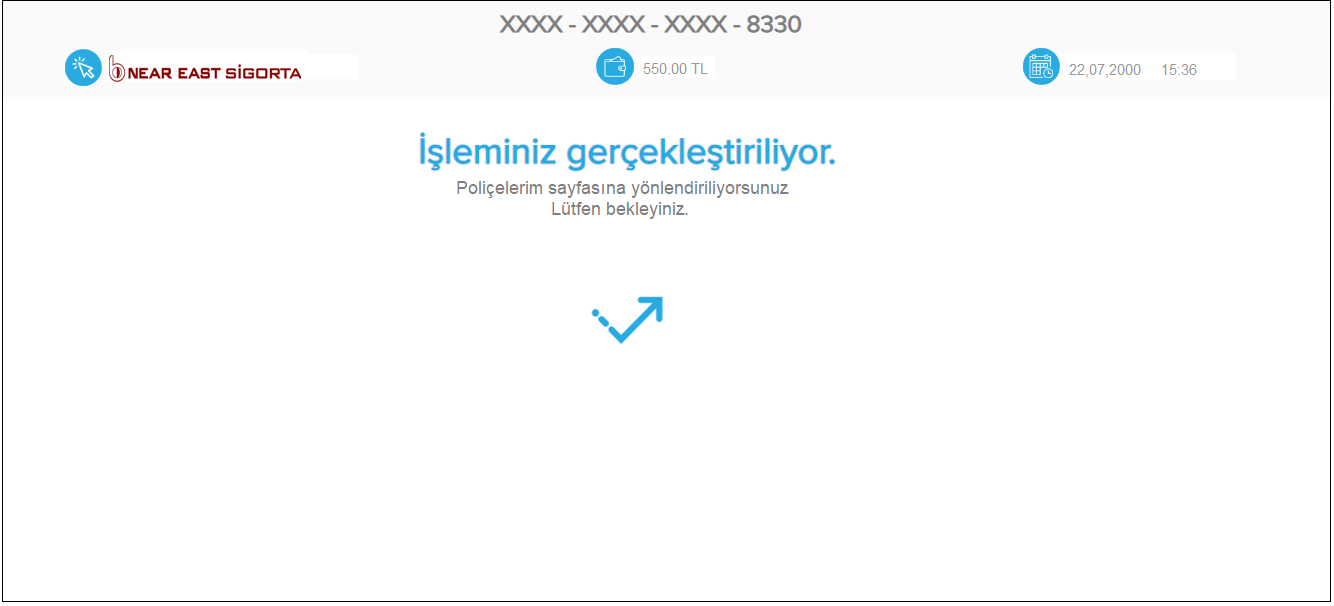 XXXX - XXXX - XXXX - 8330
NEAR EAST SİGORTA
550.00 TL
22,07,2000 15:36
İşleminiz gerçekleştiriliyor.
Poliçelerim sayfasına yönlendiriliyorsunuz
Lütfen bekleyiniz.